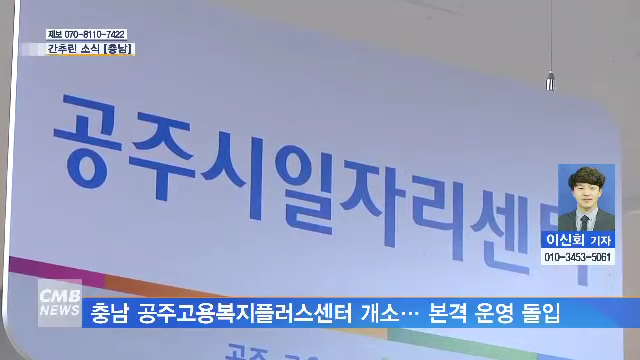 제보 070-8110-7422
간추린 소식 [충남]
공주시일자리센터
이신회 기자
010-3453-5061
CMB
NEWS
충남 공주고용복지플러스센터 개소… 본격 운영 돌입
공주